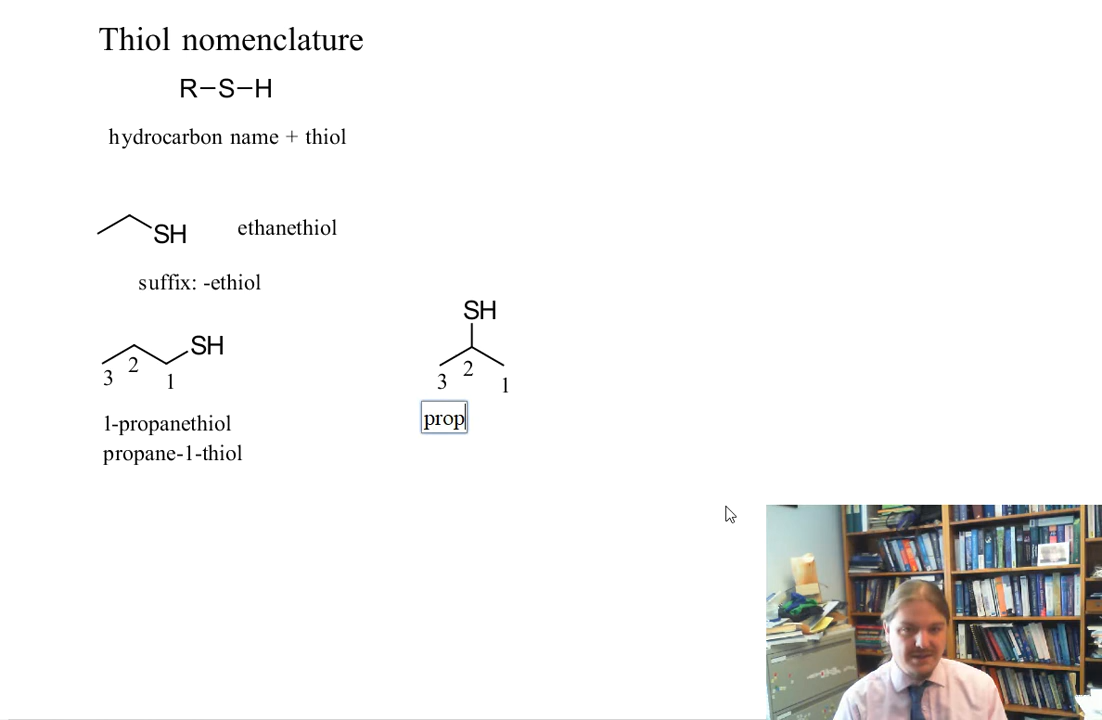 Thiol nomenclature
R-S-H
hydrocarbon name + thiol
SH
ethanethiol
suffix: -ethiol
SH
3 2 1
1-propanethiol
propane-1-thiol
SH
3 2 1
prop